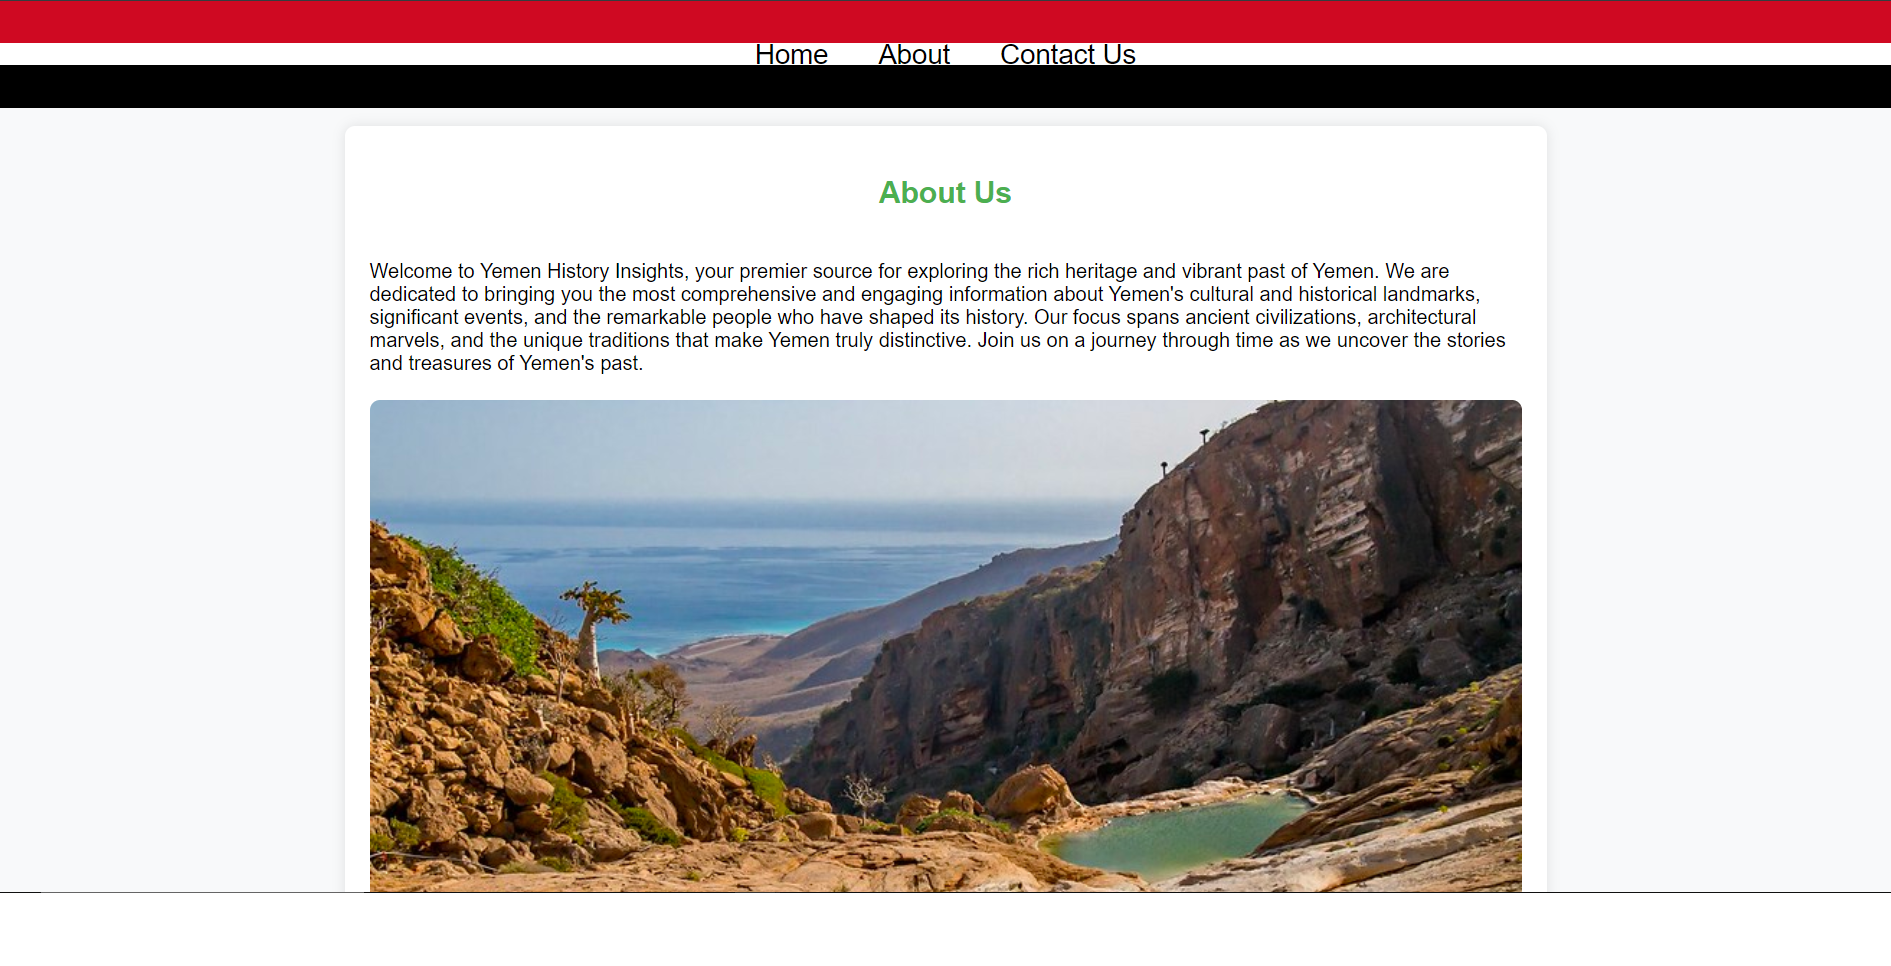 Home About Contact Us
About Us
Welcome to Yemen History Insights, your premier source for exploring the rich heritage and vibrant past of Yemen. We are
dedicated to bringing you the most comprehensive and engaging information about Yemen's cultural and historical landmarks,
significant events, and the remarkable people who have shaped its history. Our focus spans ancient civilizations, architectural
marvels, and the unique traditions that make Yemen truly distinctive. Join us on a journey through time as we uncover the stories
and treasures of Yemen's past.